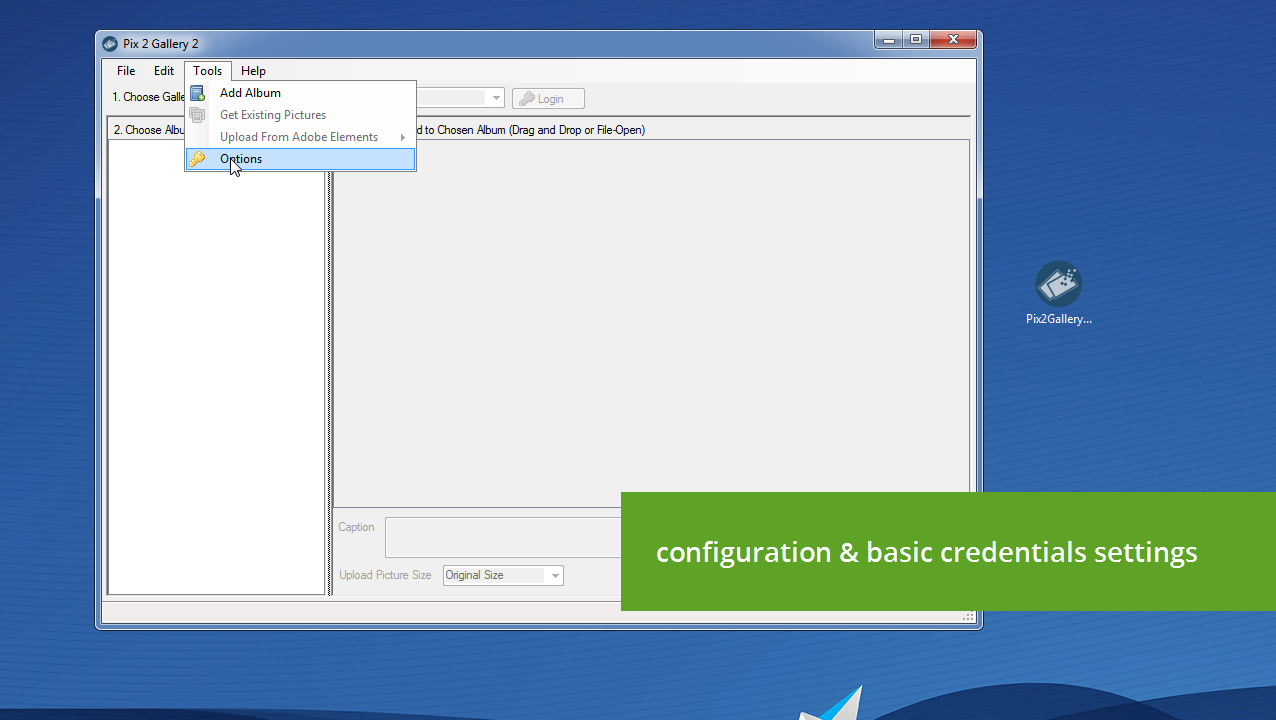 Pix 2 Gallery 2
File Edit Tools Help
1. Choose Galle
Login
Add Album
Get Existing Pictures
Upload From Adobe Elements
Options
2. Choose Albu
d to Chosen Album (Drag and Drop or File-Open)
Pix2Gallery...
Caption
Upload Picture Size Original Size
configuration & basic credentials settings